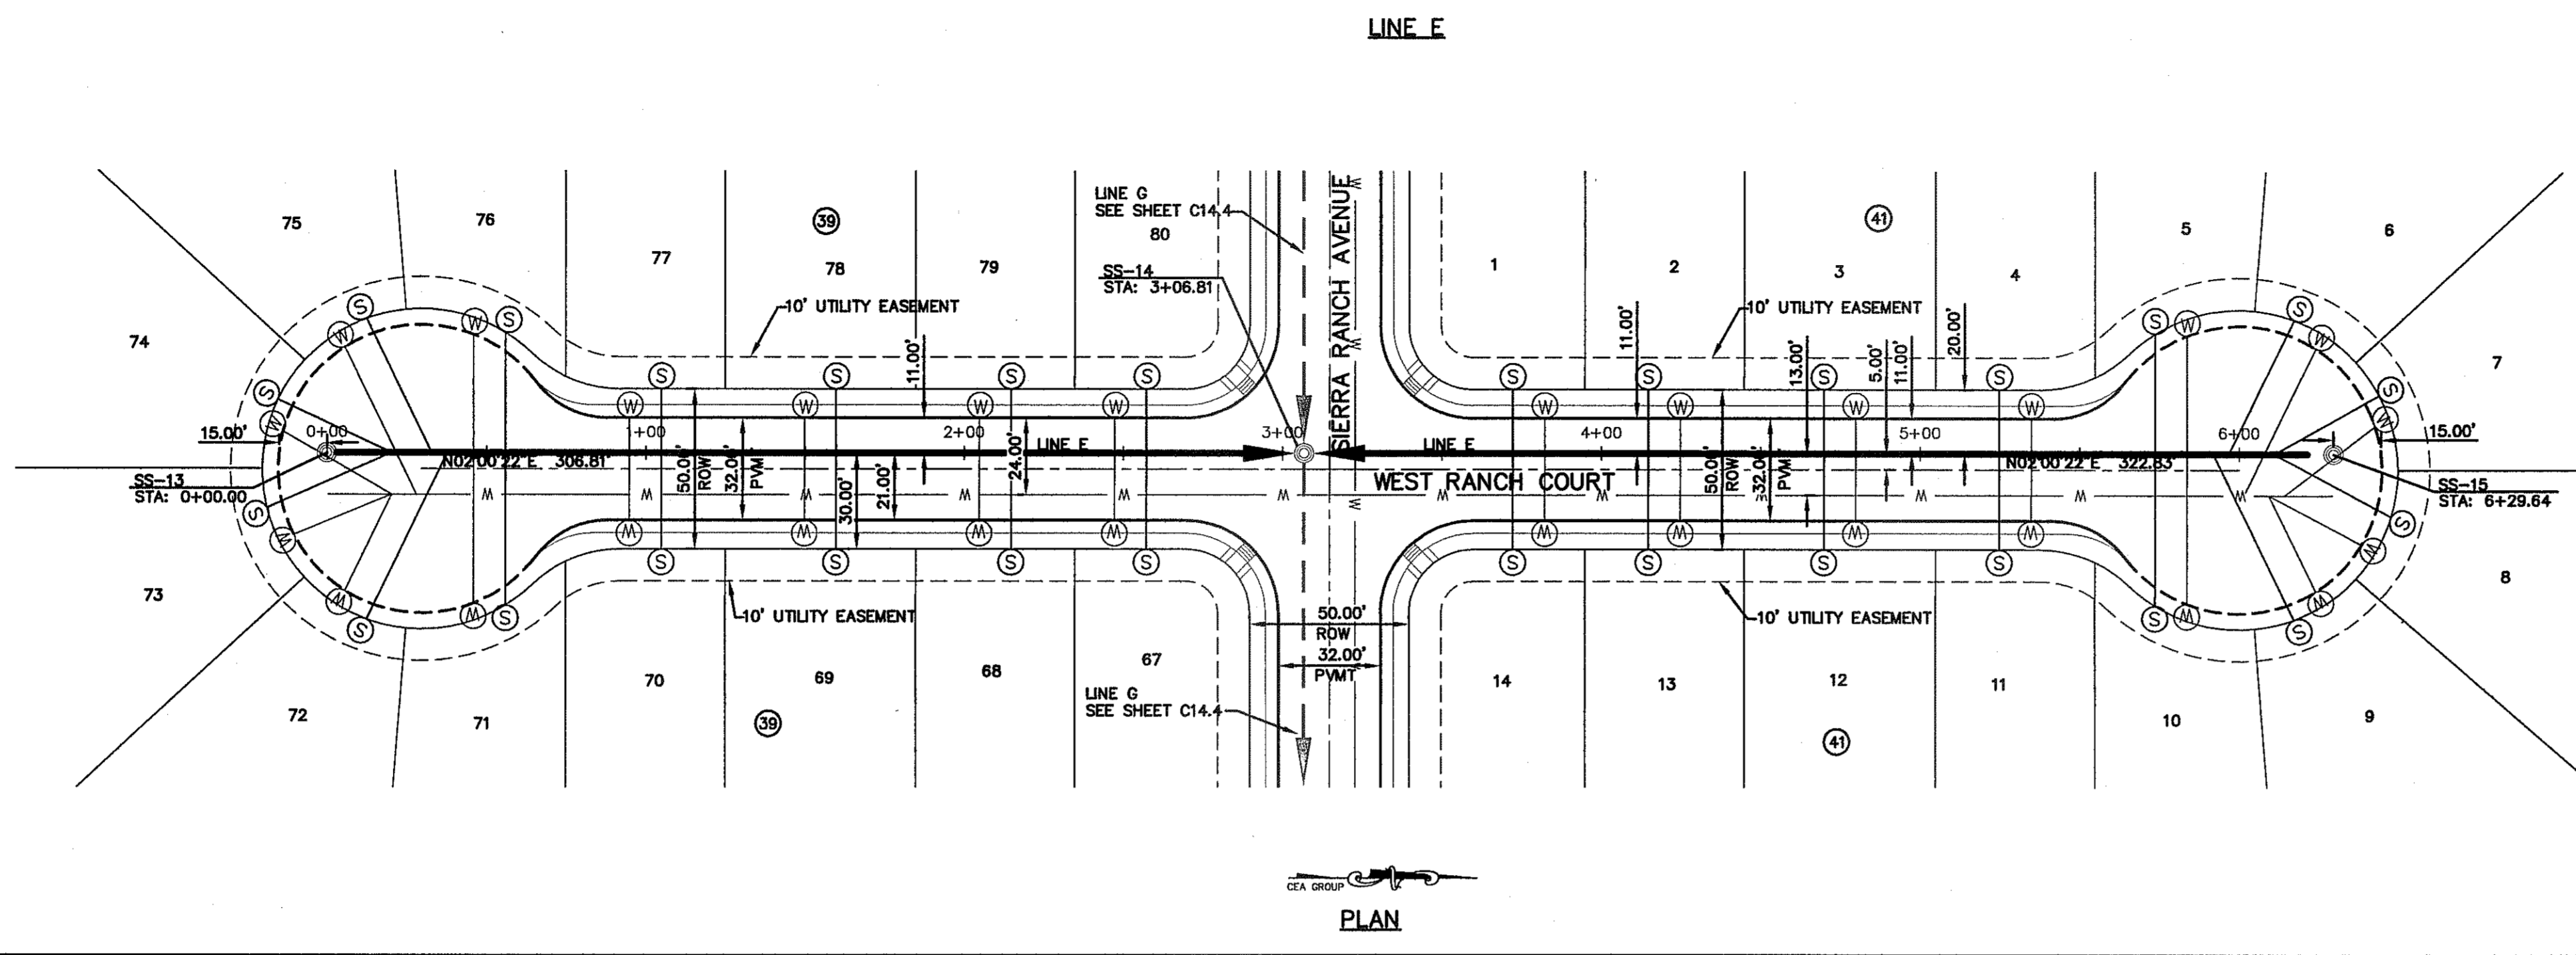 LINE E
75
76
77
39
78
79
LINE G
SEE SHEET C14.4
80
SS-14
STA: 3+06.81
SIERRA RANCH AVENUE
1
2
41
3
4
5
6
7
74
10' UTILITY EASEMENT
11.00'
11.00'
10' UTILITY EASEMENT
13.00'
5.00'
11.00'
20.00'
S
W
W
S
S
S
S
S
S
S
S
S
S
W
S
W
W
W
W
W
W
W
W
W
S
W
S
W
15.00'
0+00
1+00
2+00
3+00
4+00
5+00
6+00
15.00'
LINE E
LINE E
N02°00'22"E 306.81'
N02°00'22"E 322.83'
50.00'
ROW
32.00'
PVMT
30.00'
21.00'
24.00'
50.00'
ROW
32.00'
PVMT
WEST RANCH COURT
SS-13
STA: 0+00.00
SS-15
STA: 6+29.64
W
W
W
W
W
W
W
W
W
W
W
W
S
W
W
S
W
S
W
S
W
S
W
S
W
S
S
W
S
W
S
W
S
W
S
W
S
W
S
W
73
10' UTILITY EASEMENT
50.00'
ROW
32.00'
PVMT
10' UTILITY EASEMENT
8
72
71
70
69
68
67
LINE G
SEE SHEET C14.4
39
14
13
12
11
10
9
41
CEA GROUP
PLAN